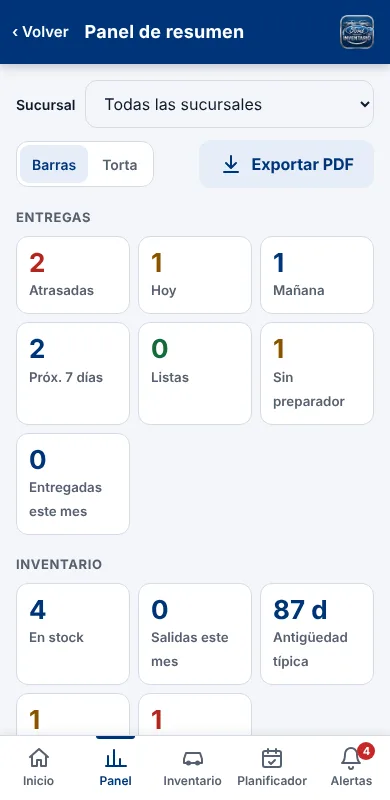 ‹ Volver Panel de resumen
Sucursal Todas las sucursales
Barras Torta Exportar PDF
ENTREGAS
2 1 1
Atrasadas Hoy Mañana
2 0 1
Próx. 7 días Listas Sin
preparador
0
Entregadas
este mes
INVENTARIO
4 0 87 d
En stock Salidas este Antigüedad
mes típica
1 1
4
Inicio Panel Inventario Planificador Alertas